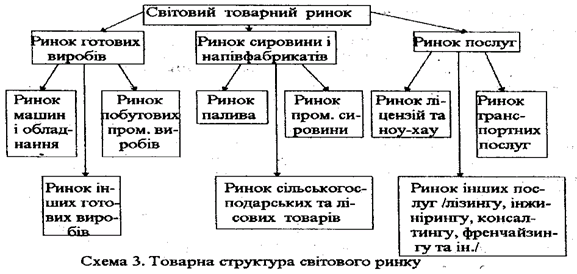 Світовий товарний ринок
Ринок готових
виробів
Ринок сировини і
напівфабрикатів
Ринок послуг
Ринок
машин
і облад-
нання
Ринок
побутових
пром. ви-
робів
Ринок
палива
Ринок
пром. си-
ровини
Ринок лі-
цензій та
ноу-хау
Ринок
транс-
портних
послуг
Ринок ін-
ших гото-
вих виро-
бів
Ринок сільськогос-
подарських та лі-
сових товарів
Ринок інших пос-
луг /лізингу, інжи-
нірингу, консал-
тингу, френчайзин-
гу та ін./
Схема 3. Товарна структура світового ринку